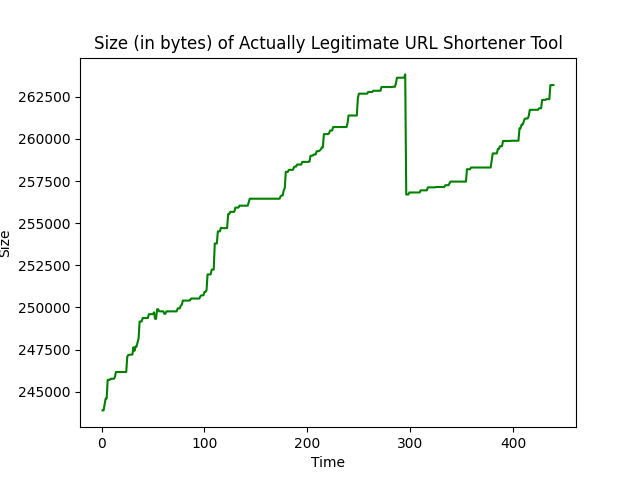 Size (in bytes) of Actually Legitimate URL Shortener Tool
262500
260000
257500
255000
252500
250000
247500
245000
Size
0 100 200 300 400
Time